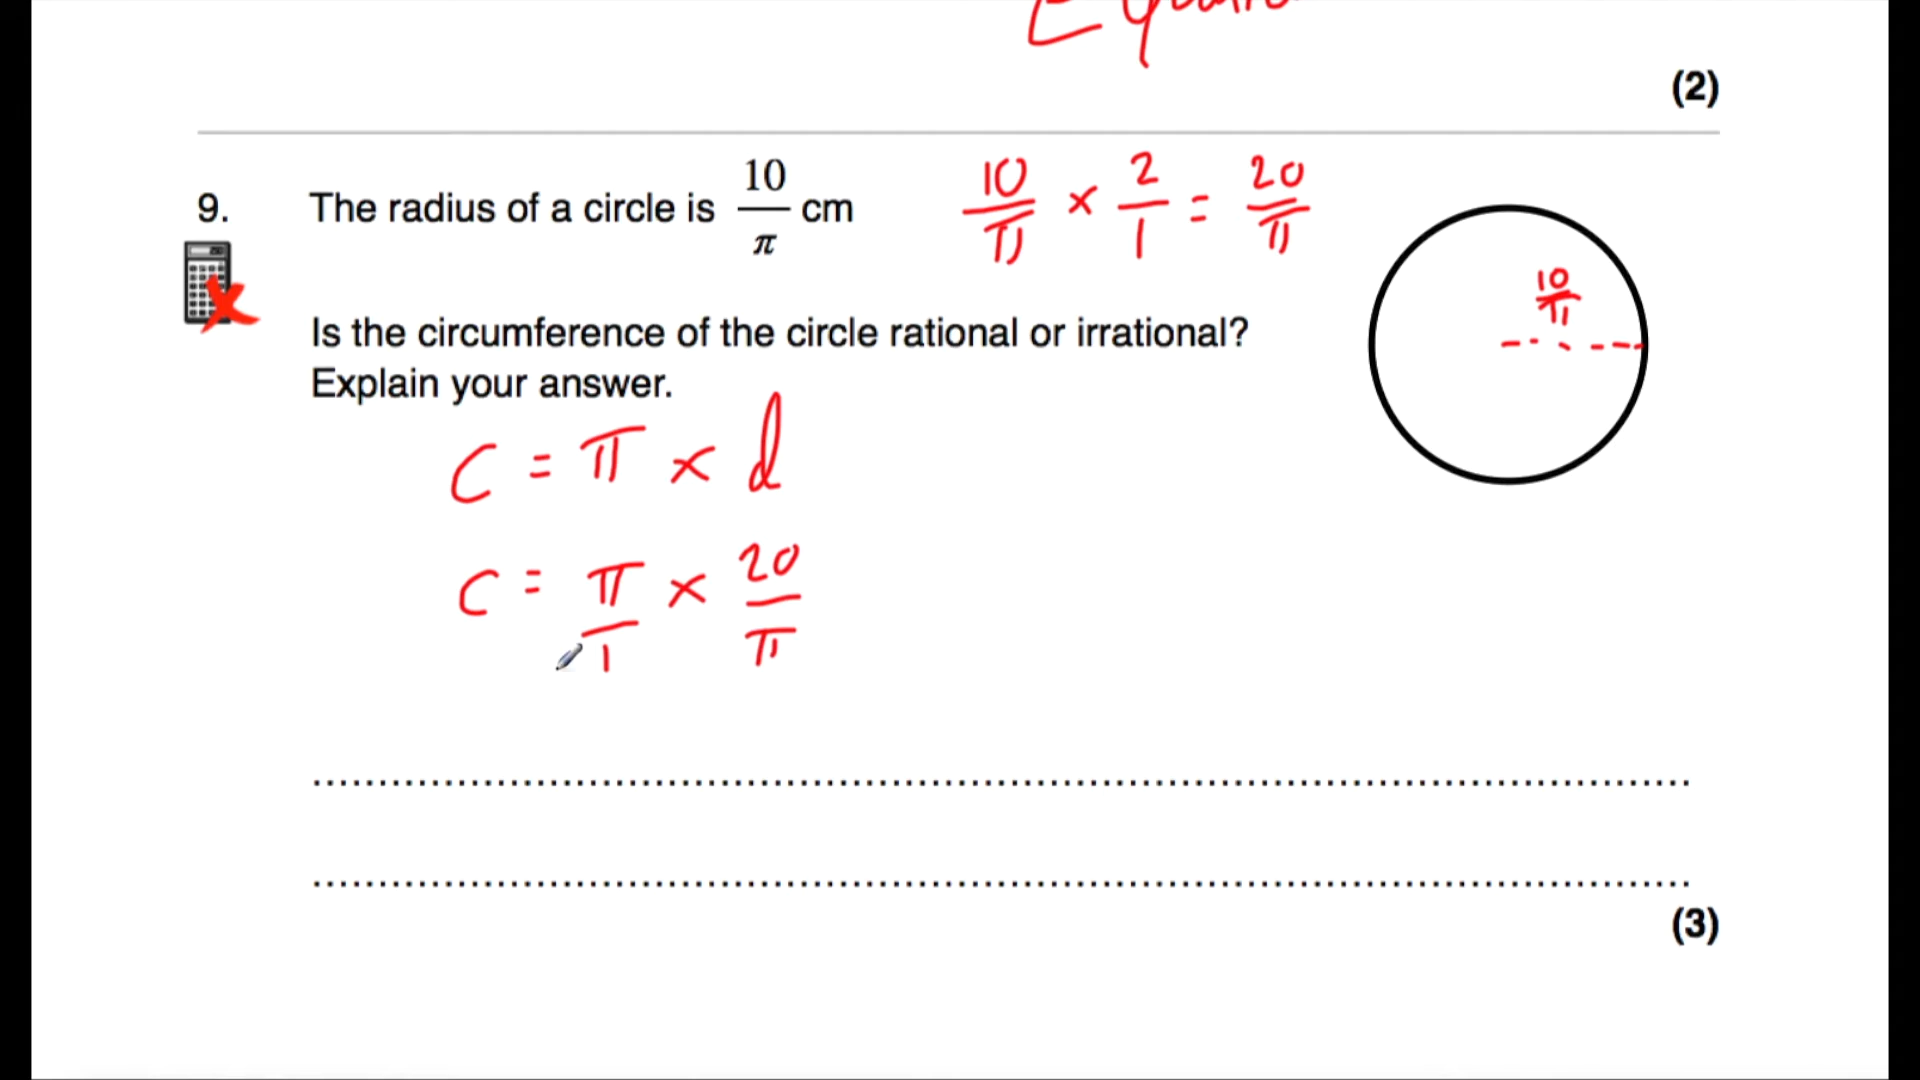 Equation
(2)
9. The radius of a circle is 10/π cm
10/π × 2/1 = 20/π
10/π
Is the circumference of the circle rational or irrational?
Explain your answer.
C = π × d
C = π/1 × 20/π
(3)